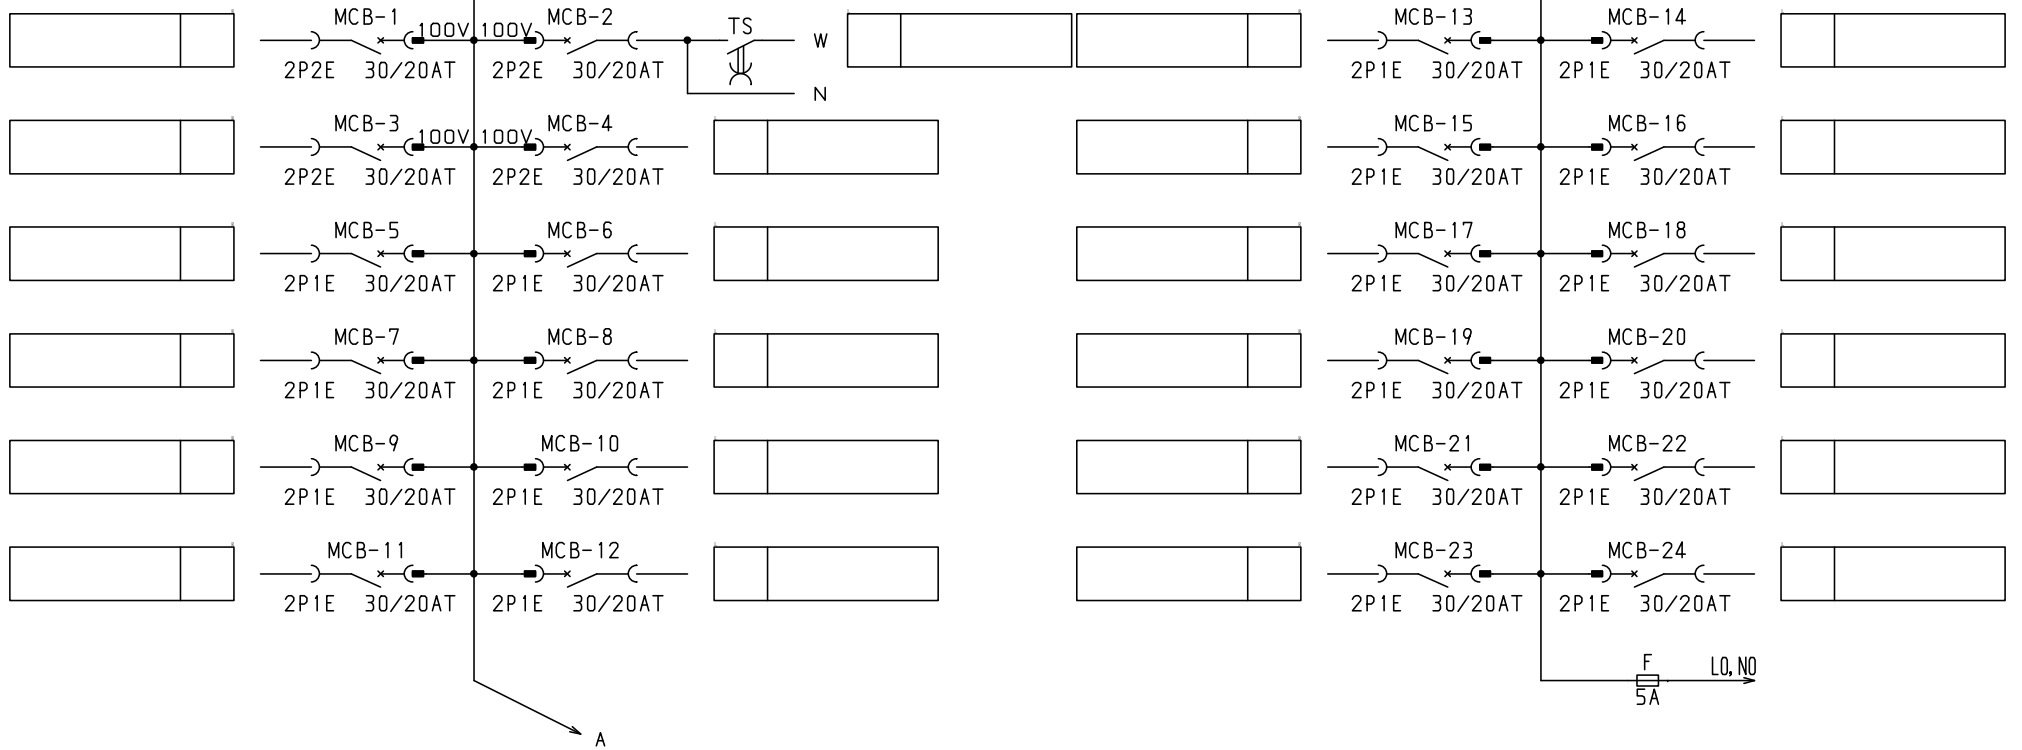 MCB-1 MCB-2 TS MCB-13 MCB-14
100V 100V W
2P2E 30/20AT 2P2E 30/20AT 2P1E 30/20AT 2P1E 30/20AT
N
MCB-3 MCB-4 MCB-15 MCB-16
100V 100V
2P2E 30/20AT 2P2E 30/20AT 2P1E 30/20AT 2P1E 30/20AT
MCB-5 MCB-6 MCB-17 MCB-18
2P1E 30/20AT 2P1E 30/20AT 2P1E 30/20AT 2P1E 30/20AT
MCB-7 MCB-8 MCB-19 MCB-20
2P1E 30/20AT 2P1E 30/20AT 2P1E 30/20AT 2P1E 30/20AT
MCB-9 MCB-10 MCB-21 MCB-22
2P1E 30/20AT 2P1E 30/20AT 2P1E 30/20AT 2P1E 30/20AT
MCB-11 MCB-12 MCB-23 MCB-24
2P1E 30/20AT 2P1E 30/20AT 2P1E 30/20AT 2P1E 30/20AT
F L0,N0
5A
A